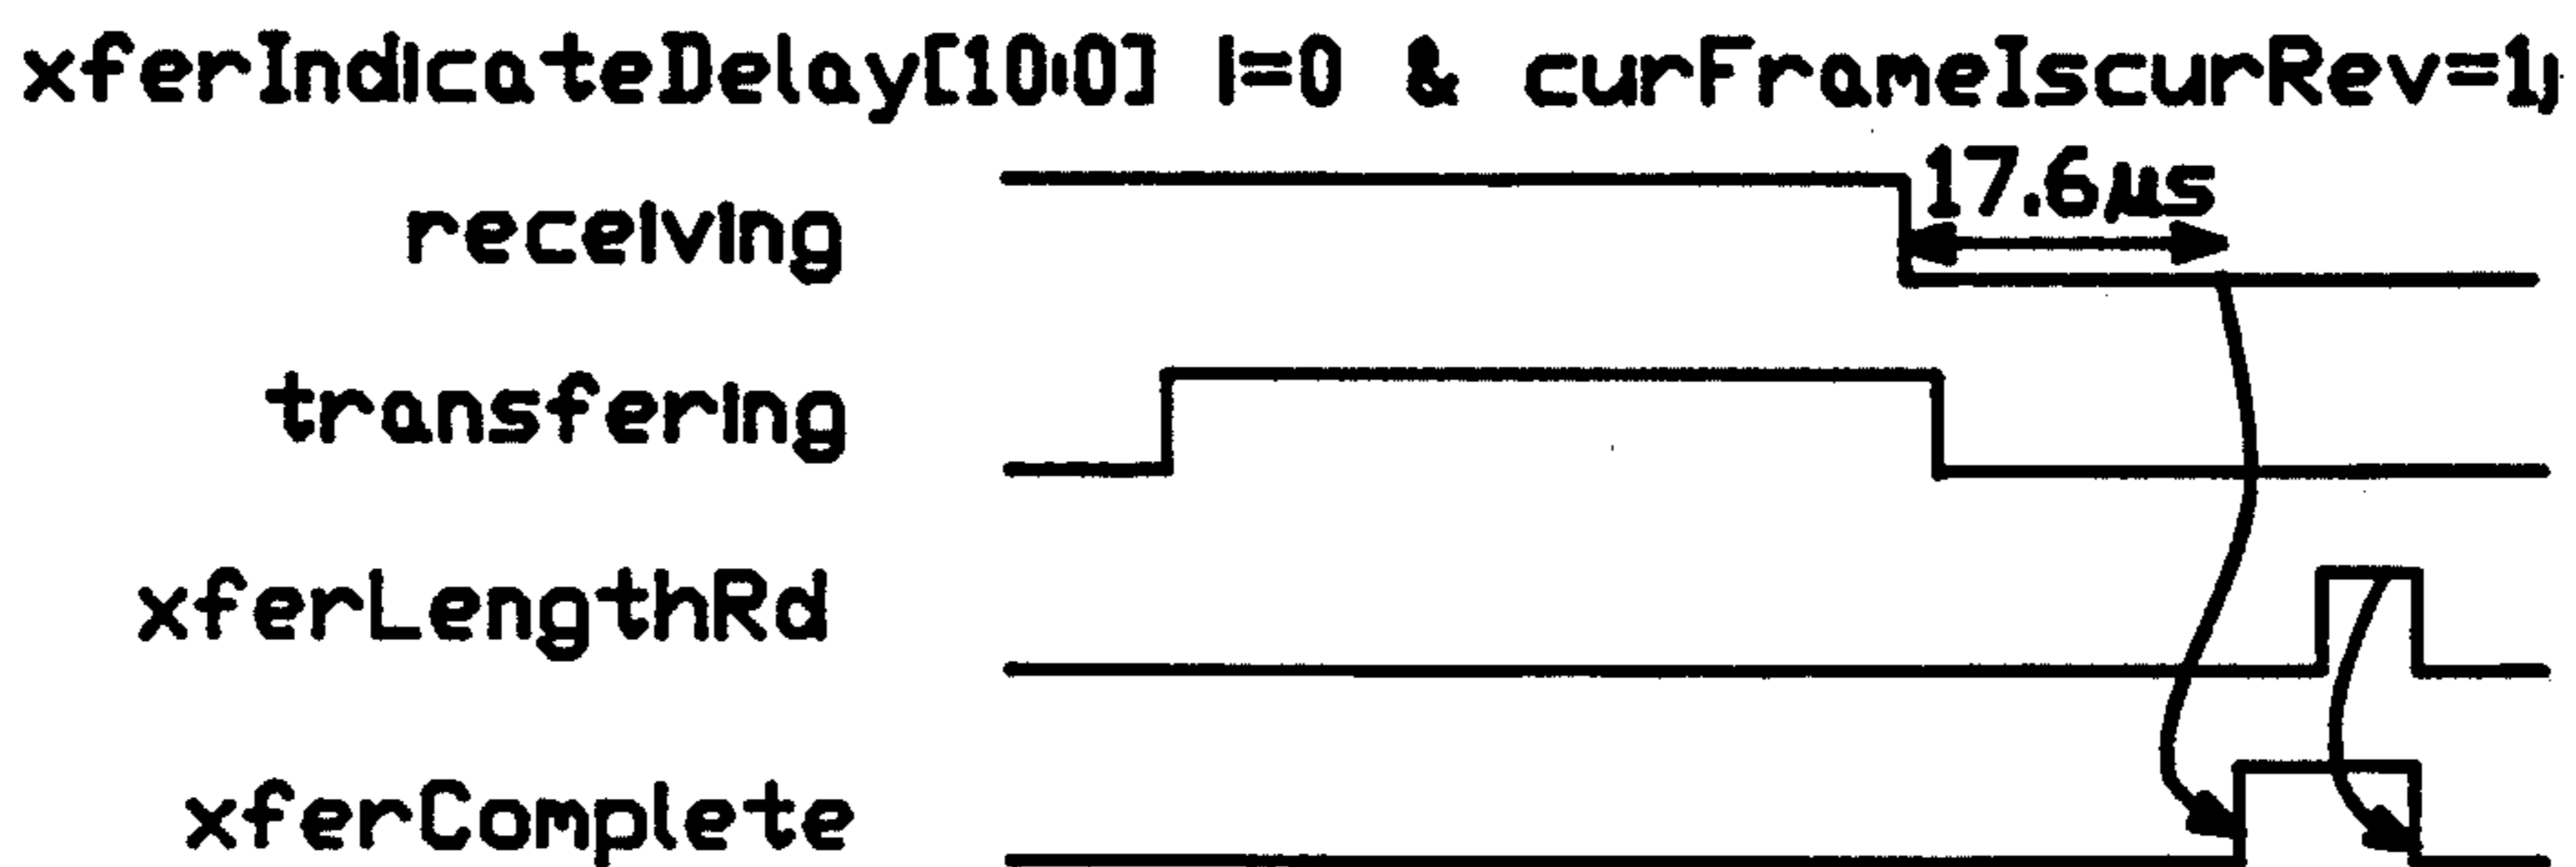 xferIndicateDelay[10:0] !=0 & curFrameIscurRev=1;
17.6µs
receiving
transfering
xferLengthRd
xferComplete